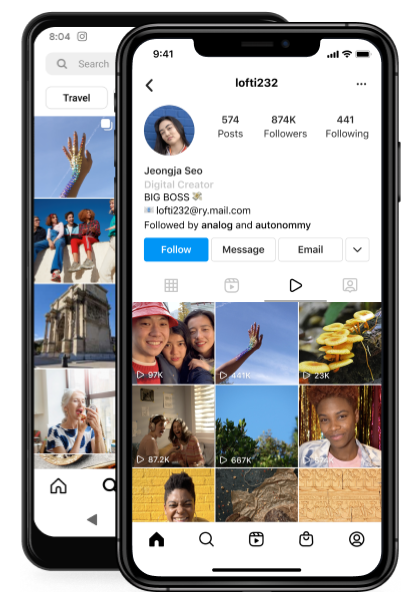 8:04
Search
Travel
9:41
lofti232
574 874K 441
Posts Followers Following
Jeongja Seo
Digital Creator
BIG BOSS
lofti232@ry.mail.com
Followed by analog and autonommy
Follow Message Email
97K 441K 23K
87.2K 667K